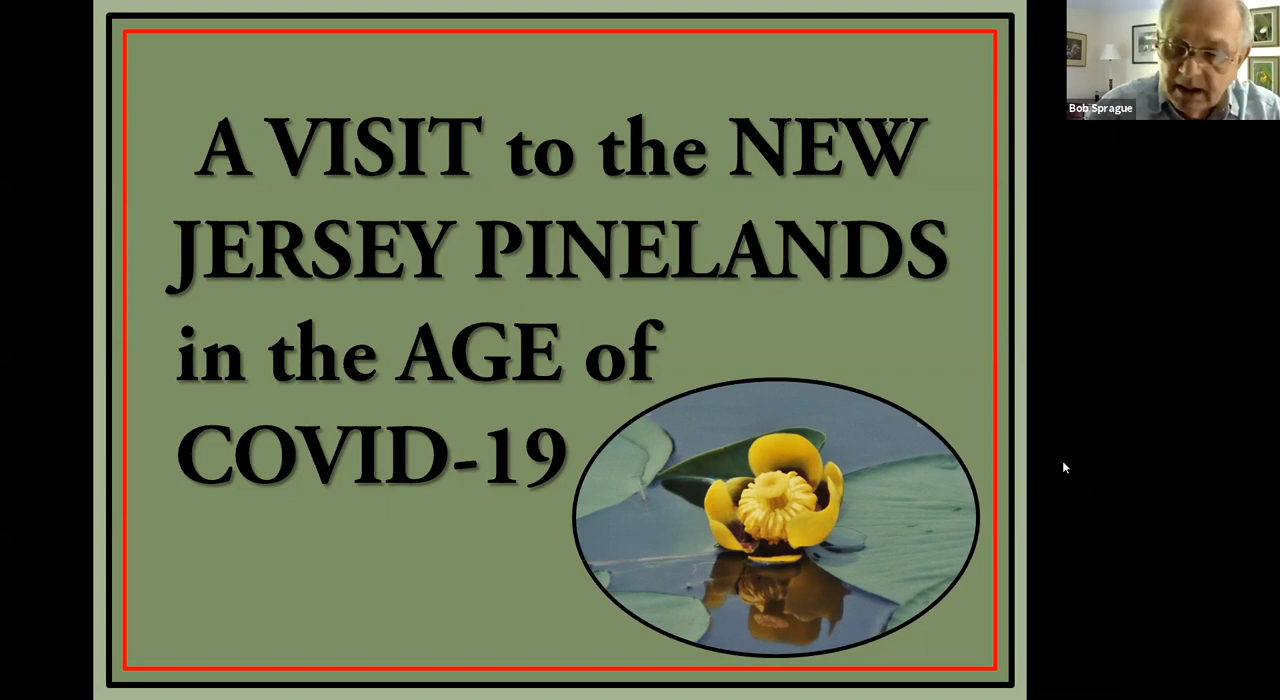 A VISIT to the NEW
JERSEY PINELANDS
in the AGE of
COVID-19
Bob Sprague